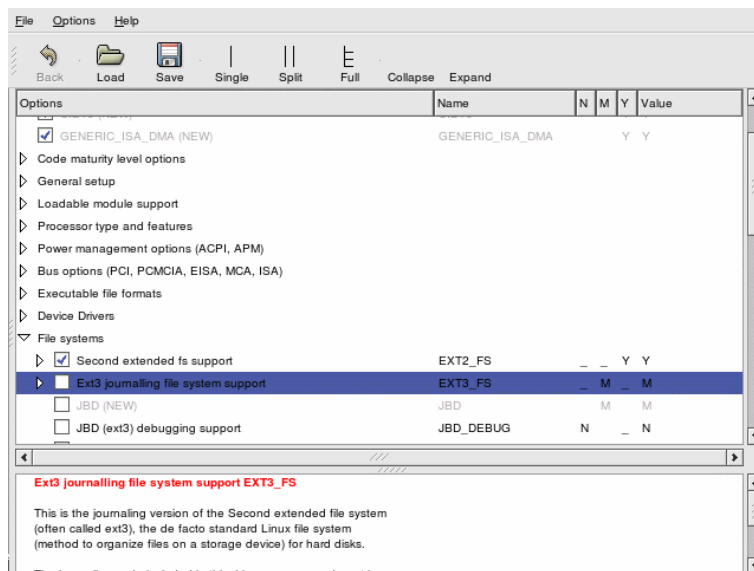 File Options Help
Back Load Save Single Split Full Collapse Expand
Options Name N M Y Value
GENERIC_ISA_DMA (NEW) GENERIC_ISA_DMA Y Y
Code maturity level options
General setup
Loadable module support
Processor type and features
Power management options (ACPI, APM)
Bus options (PCI, PCMCIA, EISA, MCA, ISA)
Executable file formats
Device Drivers
File systems
Second extended fs support EXT2_FS _ _ Y Y
Ext3 journalling file system support EXT3_FS _ M _ M
JBD (NEW) JBD M M
JBD (ext3) debugging support JBD_DEBUG N _ N
Ext3 journalling file system support EXT3_FS
This is the journaling version of the Second extended file system
(often called ext3), the de facto standard Linux file system
(method to organize files on a storage device) for hard disks.